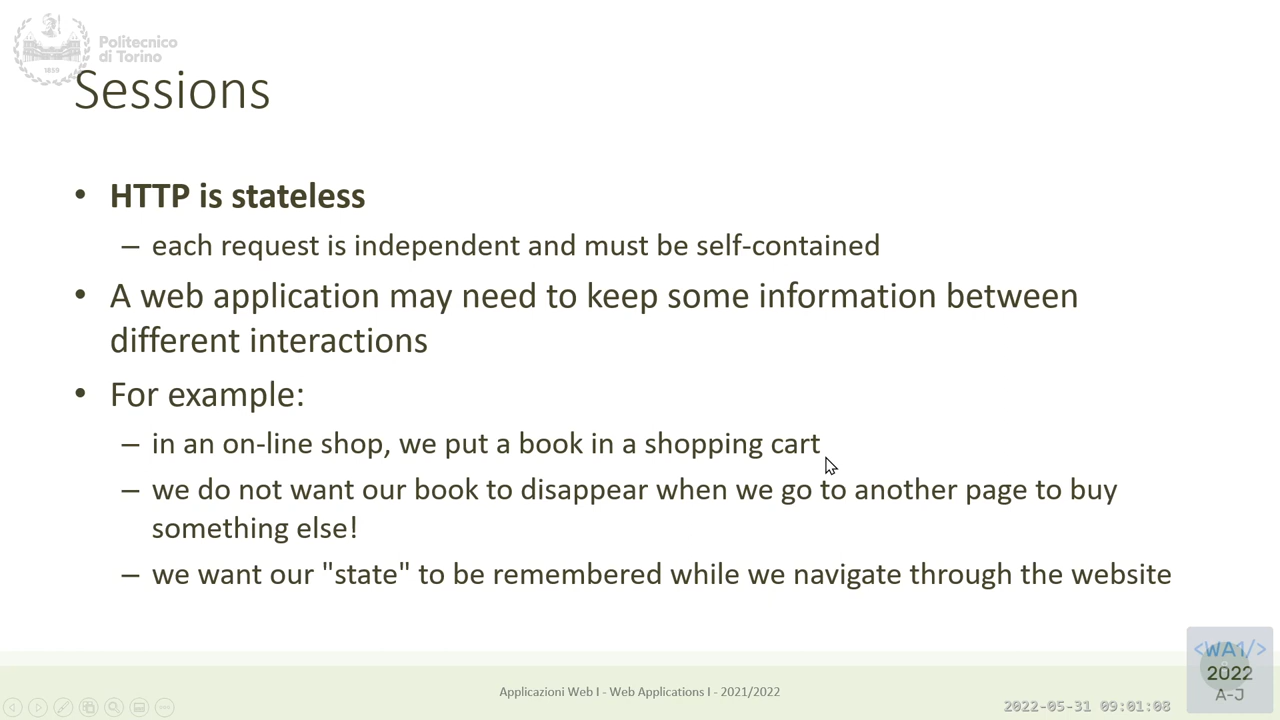 Politecnico
di Torino
1859
Sessions
• HTTP is stateless
– each request is independent and must be self-contained
• A web application may need to keep some information between
different interactions
• For example:
– in an on-line shop, we put a book in a shopping cart
– we do not want our book to disappear when we go to another page to buy
something else!
– we want our "state" to be remembered while we navigate through the website
Applicazioni Web I - Web Applications I - 2021/2022
2022-05-31 09:01:08
<WA1/>
2022
A-J